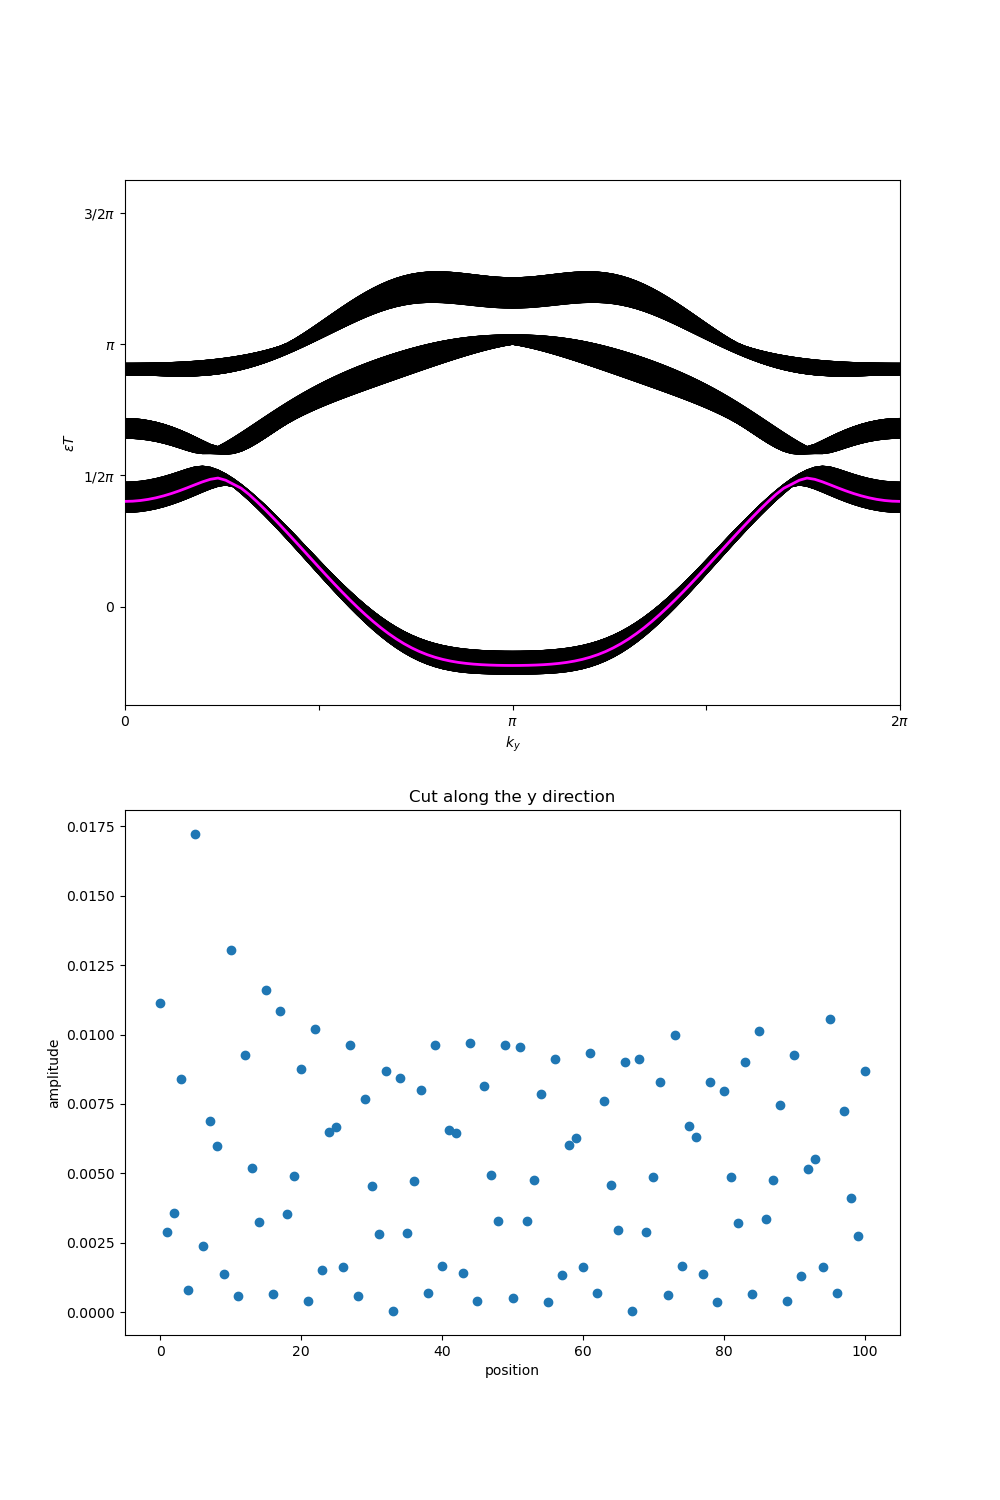 3/2π
π
1/2π
0
εT
0
π
2π
k_y
Cut along the y direction
0.0175
0.0150
0.0125
0.0100
0.0075
0.0050
0.0025
0.0000
amplitude
0
20
40
60
80
100
position